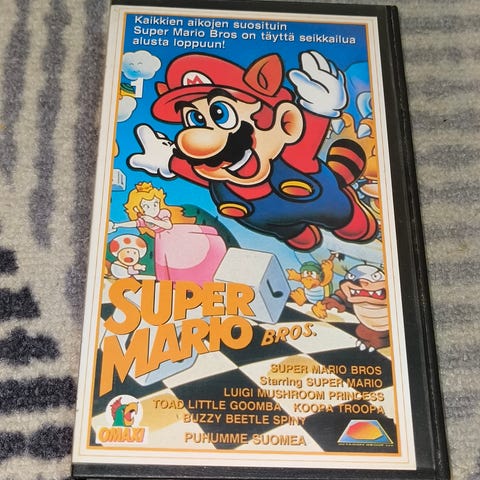 Kaikkien aikojen suosituin
Super Mario Bros on täyttä seikkailua
alusta loppuun!
M
SUPER
MARIO BROS.
SUPER MARIO BROS
Starring SUPER MARIO
LUIGI MUSHROOM PRINCESS
TOAD LITTLE GOOMBA KOOPA TROOPA
BUZZY BEETLE SPINY
OMAXI
PUHUMME SUOMEA